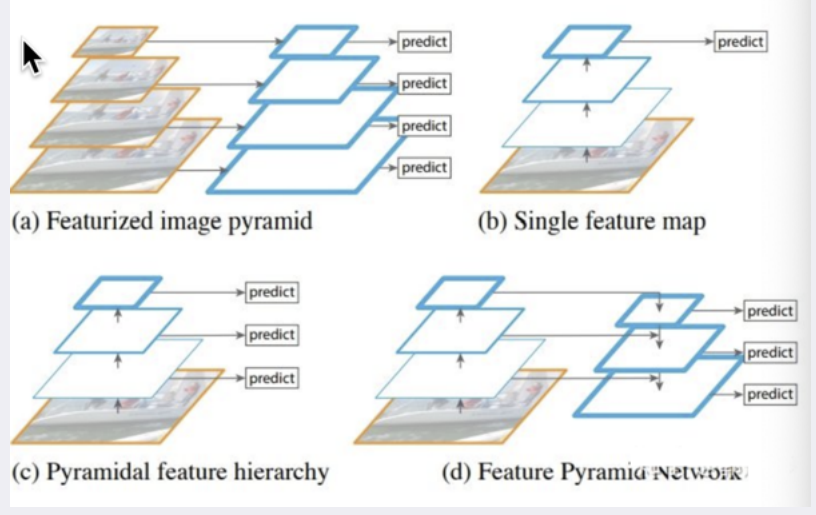 predict
predict
predict
predict
predict
(a) Featurized image pyramid
(b) Single feature map
predict
predict
predict
predict
predict
predict
(c) Pyramidal feature hierarchy
(d) Feature Pyramid Network